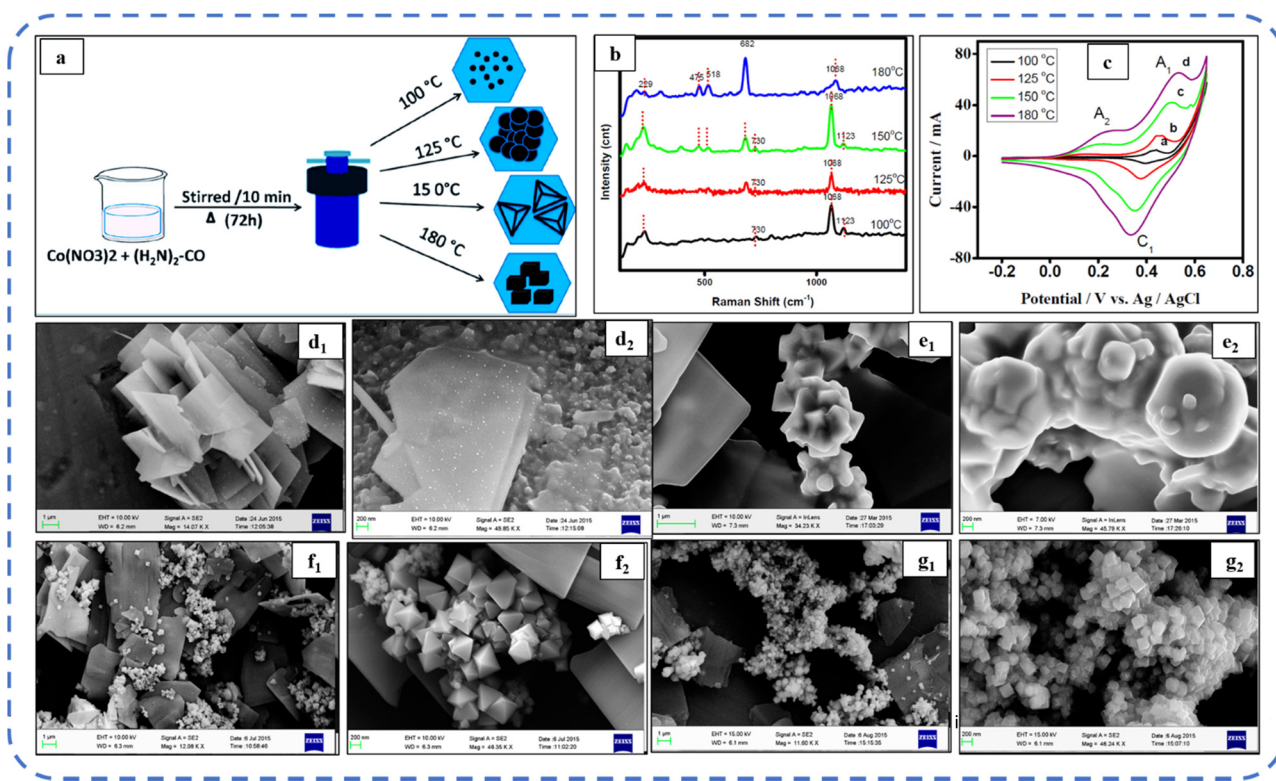 a
100 °C
125 °C
15 0°C
180 °C
Stirred /10 min
Δ (72h)
Co(NO3)2 + (H₂N)₂-CO
b
682
475
518
229
1068
180°C
1068
1123
730
150°C
1088
730
125°C
1068
1123
730
100°C
Intensity (cnt)
500
1000
Raman Shift (cm⁻¹)
c
100 °C
125 °C
150 °C
180 °C
A₁
d
c
A₂
b
a
C₁
80
40
0
-40
-80
Current / mA
-0.2
0.0
0.2
0.4
0.6
0.8
Potential / V vs. Ag / AgCl
d₁
1 µm
EHT = 10.00 kV
WD = 6.2 mm
Signal A = SE2
Mag = 14.07 K X
Date :24 Jun 2015
Time :12:05:38
ZEISS
d₂
200 nm
EHT = 10.00 kV
WD = 6.2 mm
Signal A = SE2
Mag = 49.85 K X
Date :24 Jun 2015
Time :12:15:08
ZEISS
e₁
1 µm
EHT = 10.00 kV
WD = 7.3 mm
Signal A = InLens
Mag = 34.23 K X
Date :27 Mar 2015
Time :17:03:29
ZEISS
e₂
200 nm
EHT = 7.00 kV
WD = 7.3 mm
Signal A = InLens
Mag = 45.79 K X
Date :27 Mar 2015
Time :17:26:10
ZEISS
f₁
1 µm
EHT = 10.00 kV
WD = 6.3 mm
Signal A = SE2
Mag = 12.08 K X
Date :6 Jul 2015
Time :10:58:46
ZEISS
f₂
200 nm
EHT = 10.00 kV
WD = 6.3 mm
Signal A = SE2
Mag = 48.35 K X
Date :6 Jul 2015
Time :11:02:20
ZEISS
g₁
1 µm
EHT = 15.00 kV
WD = 6.1 mm
Signal A = SE2
Mag = 11.60 K X
Date :6 Aug 2015
Time :15:15:35
ZEISS
g₂
i
200 nm
EHT = 15.00 kV
WD = 6.1 mm
Signal A = SE2
Mag = 46.24 K X
Date :6 Aug 2015
Time :15:07:10
ZEISS